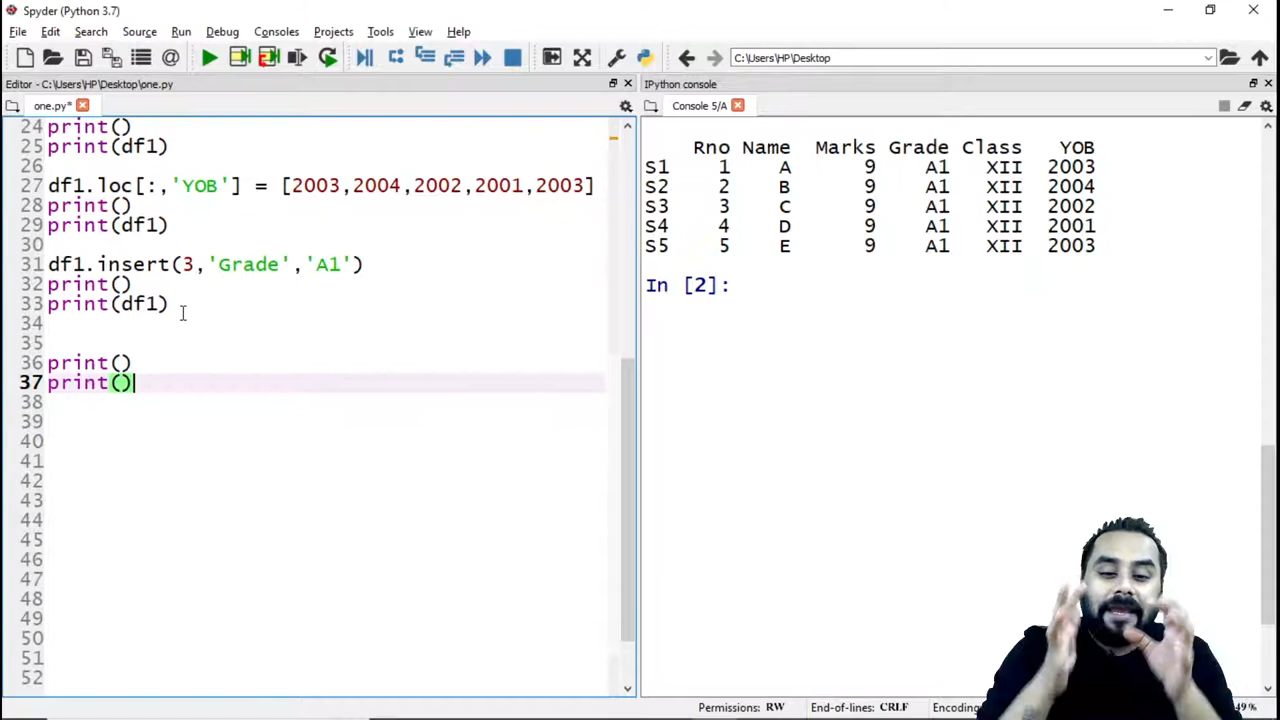 Spyder (Python 3.7)
File Edit Search Source Run Debug Consoles Projects Tools View Help
C:\Users\HP\Desktop
Editor - C:\Users\HP\Desktop\one.py
one.py*
24 print()
25 print(df1)
26
27 df1.loc[:,'YOB'] = [2003,2004,2002,2001,2003]
28 print()
29 print(df1)
30
31 df1.insert(3,'Grade','A1')
32 print()
33 print(df1)
34
35
36 print()
37 print()
38
39
40
41
42
43
44
45
46
47
48
49
50
51
52
IPython console
Console 5/A
Rno Name Marks Grade Class YOB
S1 1 A 9 A1 XII 2003
S2 2 B 9 A1 XII 2004
S3 3 C 9 A1 XII 2002
S4 4 D 9 A1 XII 2001
S5 5 E 9 A1 XII 2003
In [2]:
Permissions: RW End-of-lines: CRLF Encoding 49%